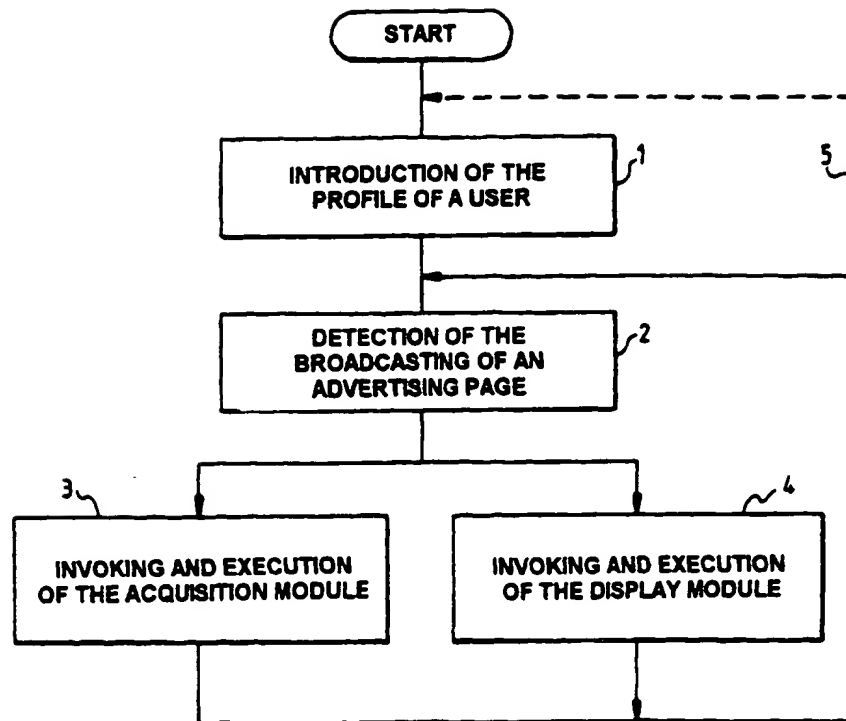 START
INTRODUCTION OF THE
PROFILE OF A USER
1
5
DETECTION OF THE
BROADCASTING OF AN
ADVERTISING PAGE
2
3
4
INVOKING AND EXECUTION
OF THE ACQUISITION MODULE
INVOKING AND EXECUTION
OF THE DISPLAY MODULE